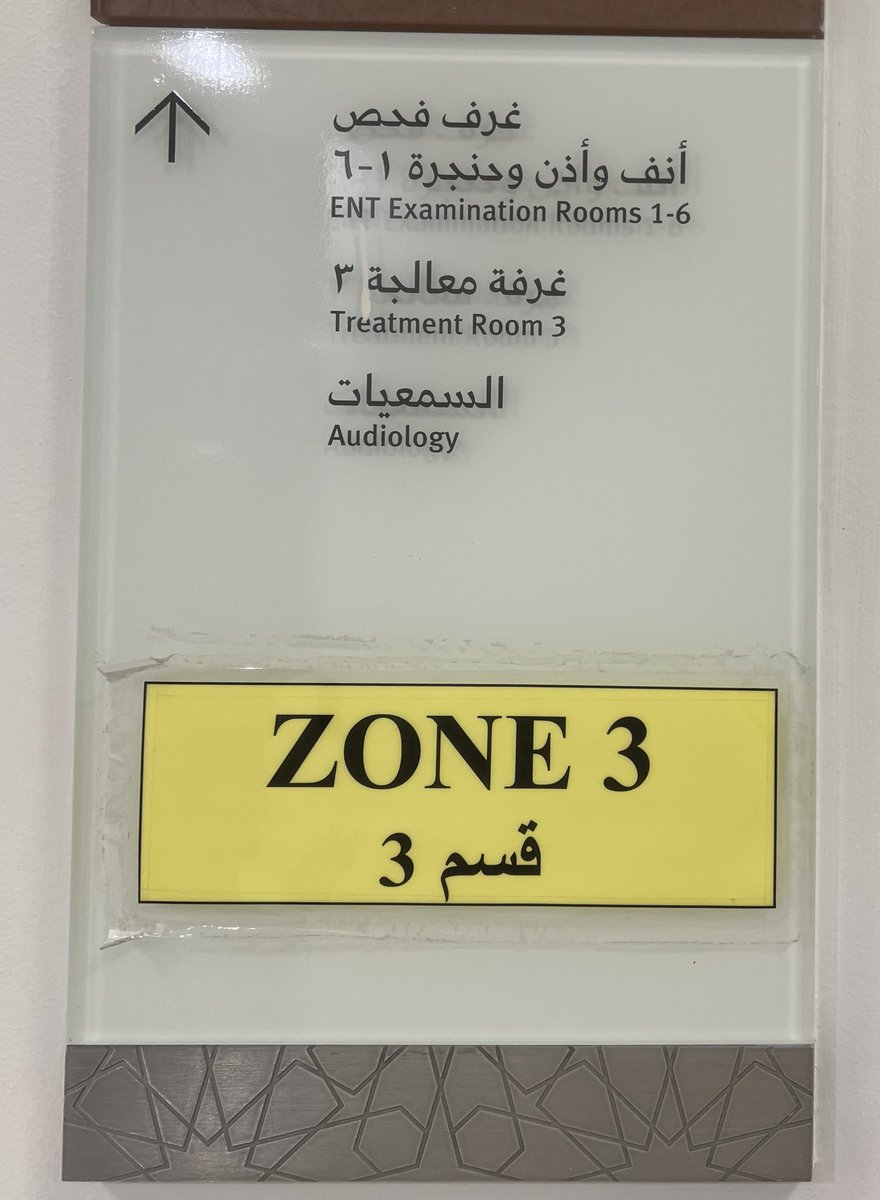 غرف فحص
أنف وأذن وحنجرة ١-٦
ENT Examination Rooms 1-6
غرفة معالجة ٣
Treatment Room 3
السمعيات
Audiology
ZONE 3
قسم 3